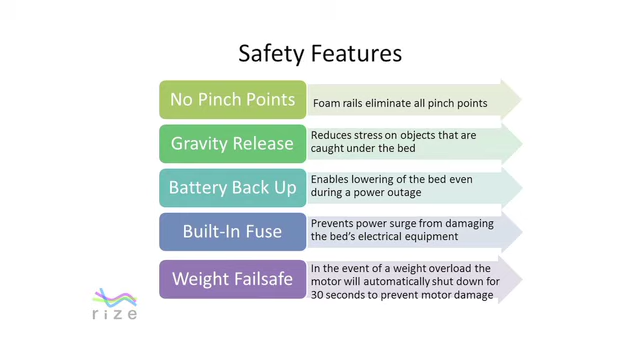 Safety Features
No Pinch Points
Foam rails eliminate all pinch points
Gravity Release
Reduces stress on objects that are
caught under the bed
Battery Back Up
Enables lowering of the bed even
during a power outage
Built-In Fuse
Prevents power surge from damaging
the bed's electrical equipment
Weight Failsafe
In the event of a weight overload the
motor will automatically shut down for
30 seconds to prevent motor damage
rize